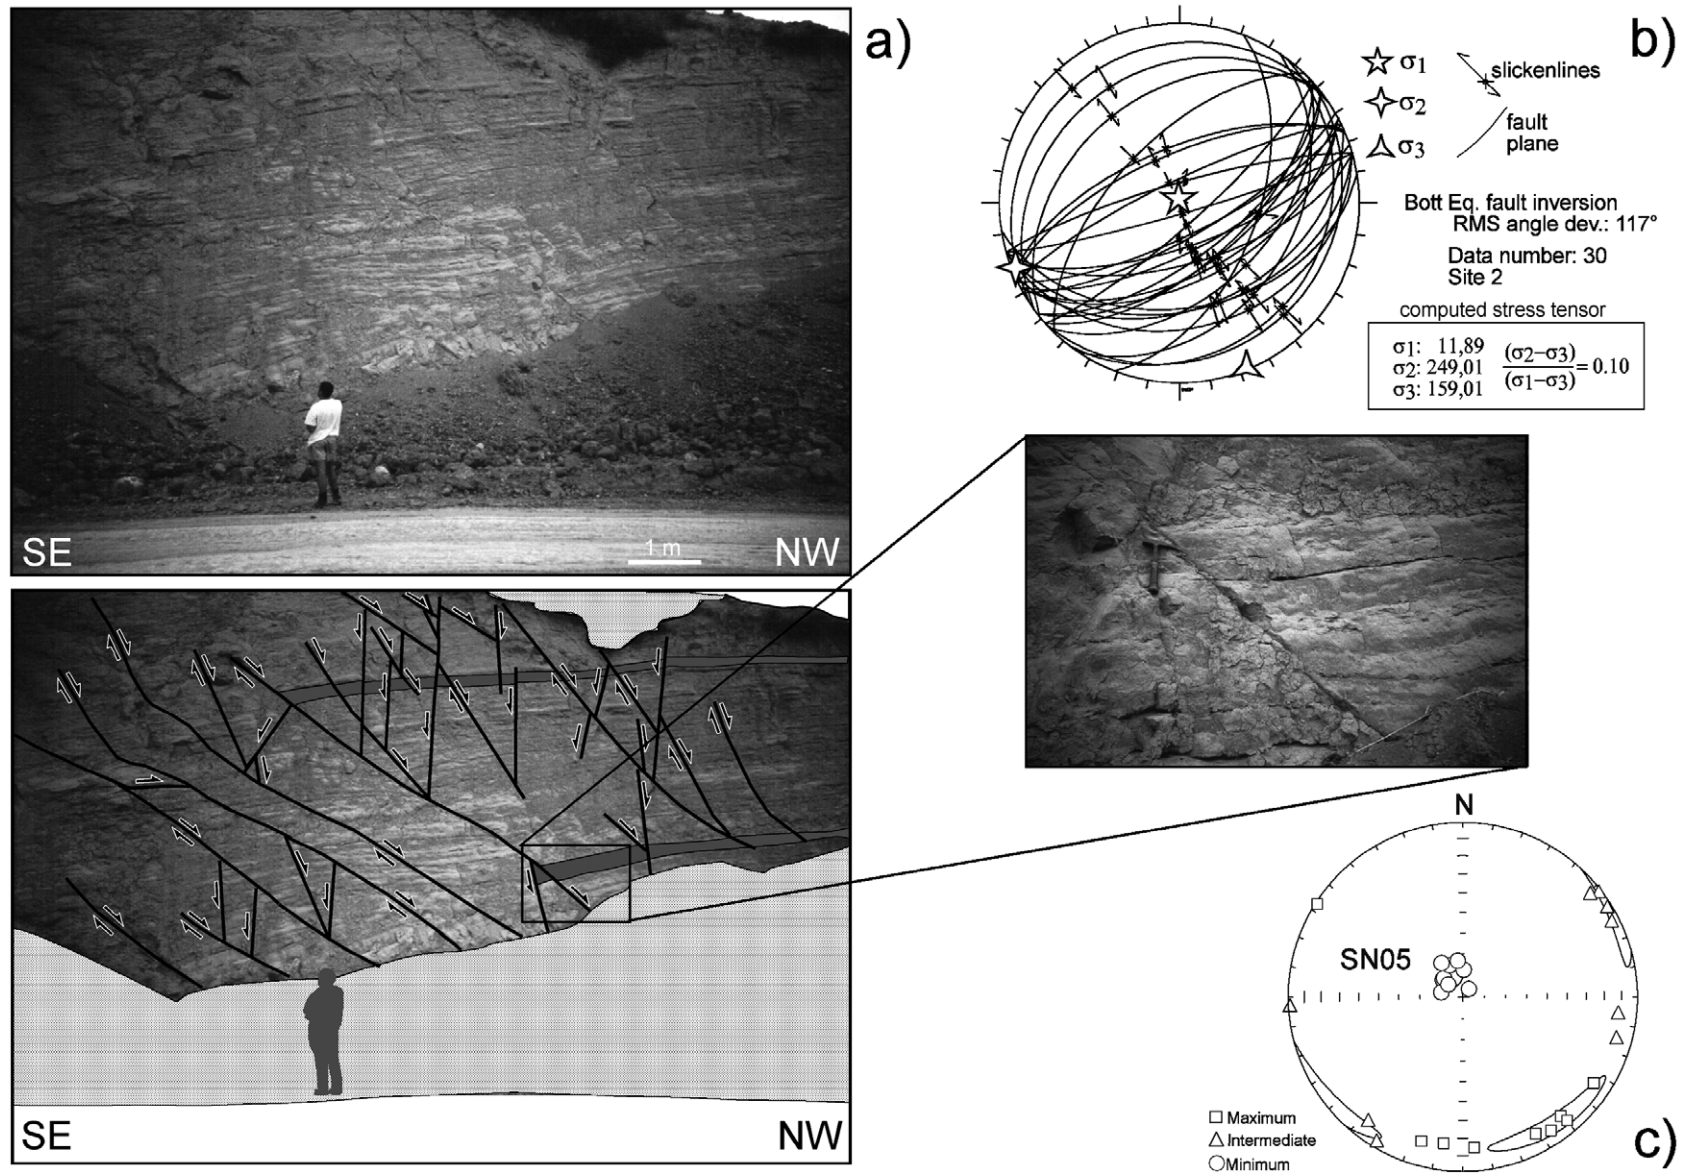 a)
SE
1 m
NW
SE
NW
b)
σ1
σ2
σ3
slickenlines
fault
plane
Bott Eq. fault inversion
RMS angle dev.: 117°
Data number: 30
Site 2
computed stress tensor
σ1: 11,89
σ2: 249,01
σ3: 159,01
(σ2−σ3)
(σ1−σ3)
= 0.10
N
SN05
Maximum
Intermediate
Minimum
c)